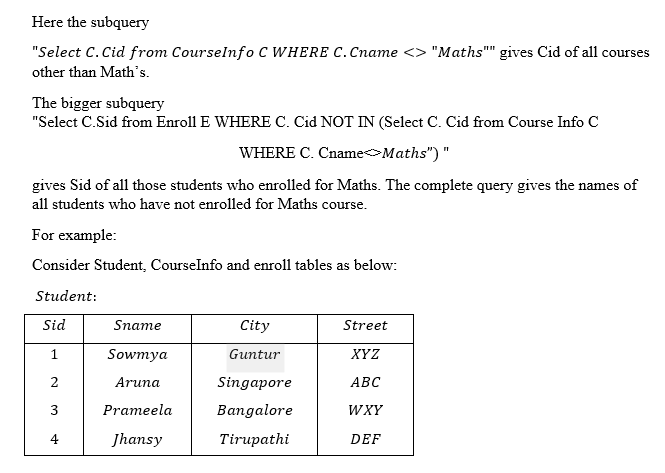 Here the subquery
"Select C. Cid from CourseInfo C WHERE C. Cname <> "Maths"" gives Cid of all courses
other than Math's.
The bigger subquery
"Select C.Sid from Enroll E WHERE C. Cid NOT IN (Select C. Cid from Course Info C
WHERE C. Cname<>Maths") "
gives Sid of all those students who enrolled for Maths. The complete query gives the names of
all students who have not enrolled for Maths course.
For example:
Consider Student, CourseInfo and enroll tables as below:
Student:
Sid Sname City Street
1 Sowmya Guntur XYZ
2 Aruna Singapore ABC
3 Prameela Bangalore WXY
4 Jhansy Tirupathi DEF